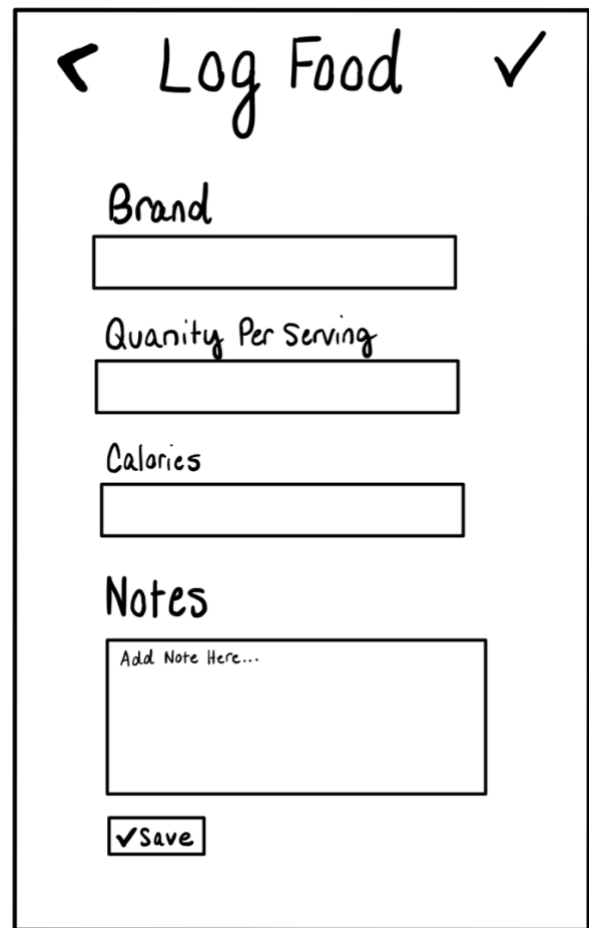 Log Food
Brand
Quanity Per Serving
Calories
Notes
Add Note Here...
✓Save